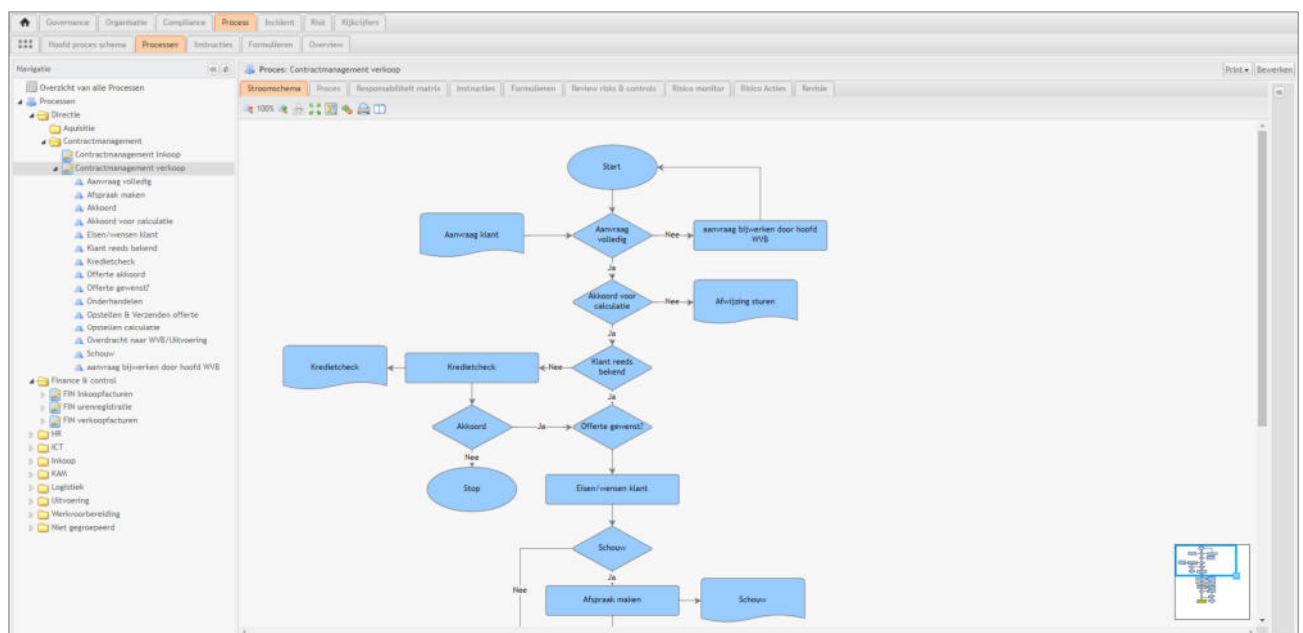 Governance Organisatie Compliance Process Incident Risk Kijkcijfers
Hoofd proces schema Processen Instructies Formulieren Overview
Navigatie
Overzicht van alle Processen
Processen
Directie
Aquisitie
Contractmanagement
Contractmanagement inkoop
Contractmanagement verkoop
Aanvraag volledig
Afspraak maken
Akkoord
Akkoord voor calculatie
Eisen/wensen klant
Klant reeds bekend
Kredietcheck
Offerte akkoord
Offerte gewenst?
Onderhandelen
Opstellen & Verzenden offerte
Opstellen calculatie
Overdracht naar WVB/Uitvoering
Schouw
aanvraag bijwerken door hoofd WVB
Finance & control
FIN Inkoopfacturen
FIN urenregistratie
FIN verkoopfacturen
HR
ICT
Inkoop
KAM
Logistiek
Uitvoering
Werkvoorbereiding
Niet gegroepeerd
Proces: Contractmanagement verkoop
Print Bewerken
Stroomschema Proces Responsabiliteit matrix Instructies Formulieren Review risks & controls Risico monitor Risico Acties Revisie
100%
Start
Aanvraag klant
Aanvraag
volledig
Nee
aanvraag bijwerken door hoofd
WVB
Ja
Akkoord voor
calculatie
Nee
Afwijzing sturen
Ja
Kredietcheck
Kredietcheck
Nee
Klant reeds
bekend
Ja
Akkoord
Ja
Offerte gewenst?
Nee
Stop
Eisen/wensen klant
Schouw
Ja
Nee
Afspraak maken
Schouw